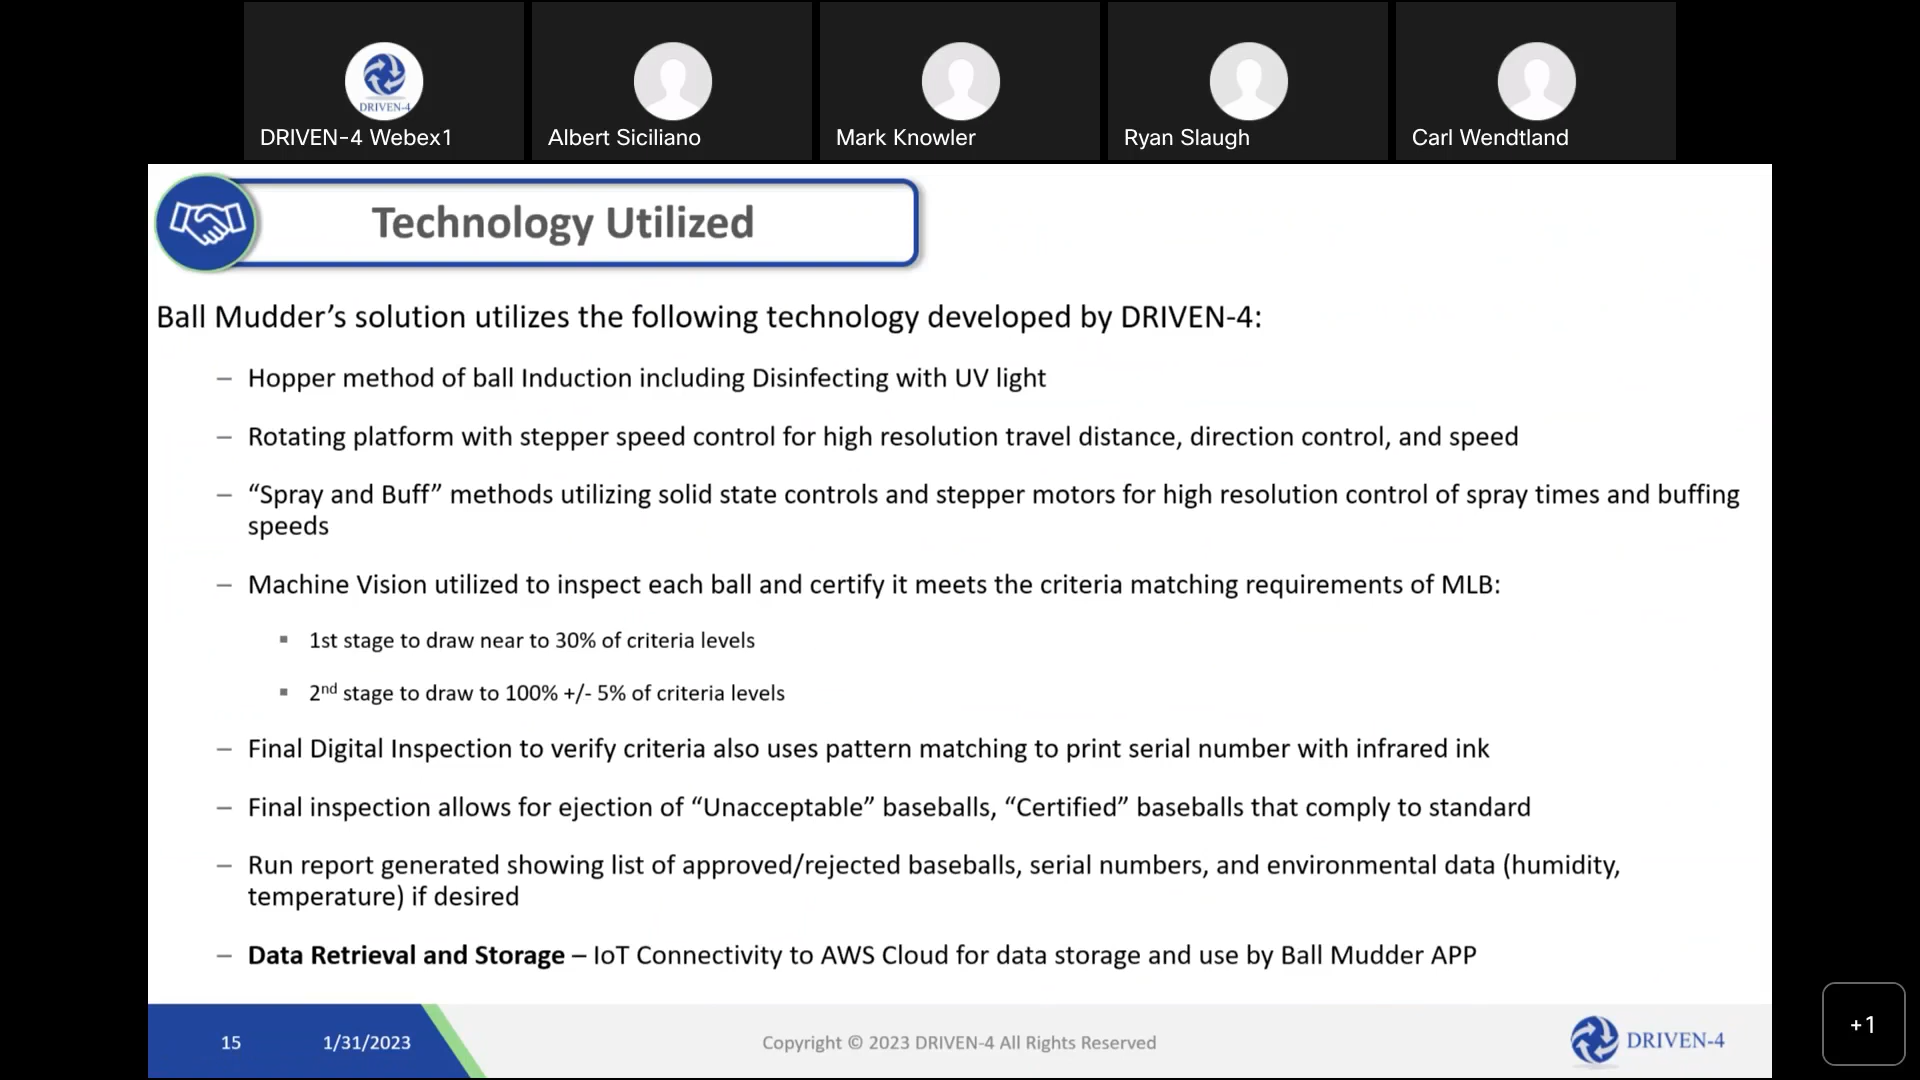 DRIVEN-4
DRIVEN-4 Webex1
Albert Siciliano
Mark Knowler
Ryan Slaugh
Carl Wendtland
Technology Utilized
Ball Mudder’s solution utilizes the following technology developed by DRIVEN-4:
– Hopper method of ball Induction including Disinfecting with UV light
– Rotating platform with stepper speed control for high resolution travel distance, direction control, and speed
– “Spray and Buff” methods utilizing solid state controls and stepper motors for high resolution control of spray times and buffing
speeds
– Machine Vision utilized to inspect each ball and certify it meets the criteria matching requirements of MLB:
▪ 1st stage to draw near to 30% of criteria levels
▪ 2nd stage to draw to 100% +/- 5% of criteria levels
– Final Digital Inspection to verify criteria also uses pattern matching to print serial number with infrared ink
– Final inspection allows for ejection of “Unacceptable” baseballs, “Certified” baseballs that comply to standard
– Run report generated showing list of approved/rejected baseballs, serial numbers, and environmental data (humidity,
temperature) if desired
– Data Retrieval and Storage – IoT Connectivity to AWS Cloud for data storage and use by Ball Mudder APP
15
1/31/2023
Copyright © 2023 DRIVEN-4 All Rights Reserved
DRIVEN-4
+1